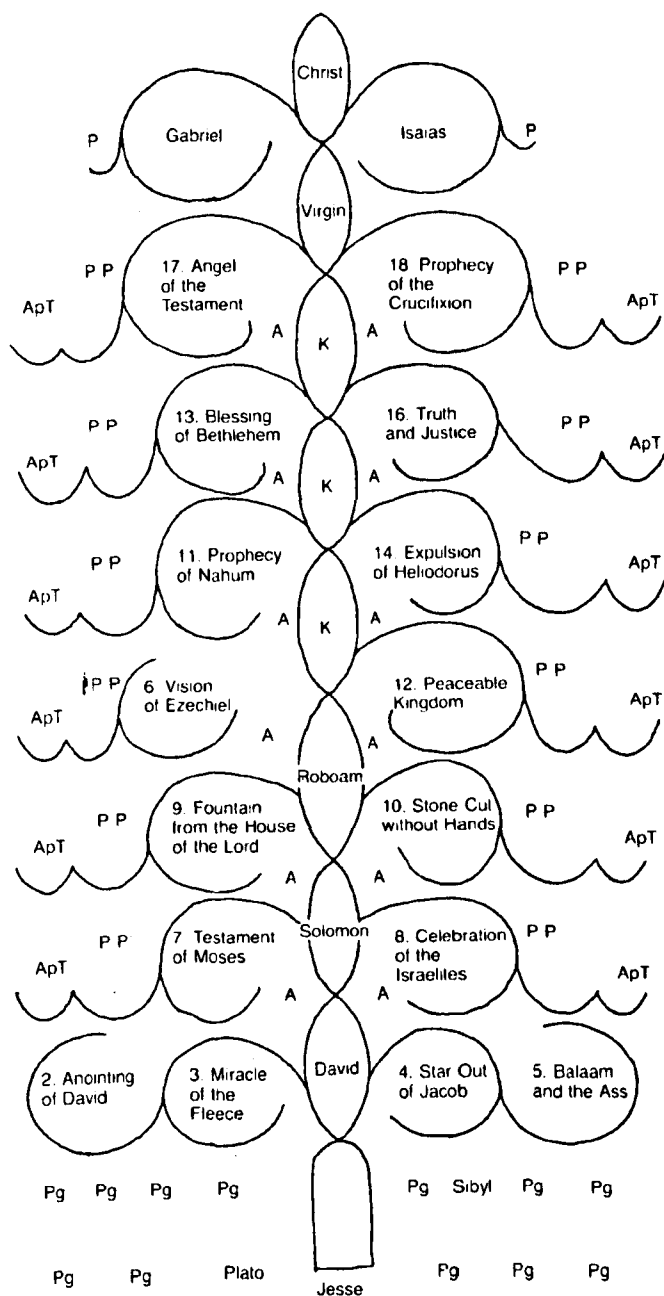 Christ
P
Gabriel
Isaias
P
Virgin
P P
17. Angel
of the
Testament
18 Prophecy
of the
Crucifixion
P P
ApT
A
K
A
ApT
P P
13. Blessing
of Bethlehem
16. Truth
and Justice
P P
ApT
A
K
A
ApT
P P
11. Prophecy
of Nahum
14. Expulsion
of Heliodorus
P P
ApT
A
K
A
ApT
P P
6 Vision
of Ezechiel
12. Peaceable
Kingdom
P P
ApT
A
A
ApT
Roboam
P P
9. Fountain
from the House
of the Lord
10. Stone Cut
without Hands
P P
ApT
A
A
ApT
Solomon
P P
7 Testament
of Moses
8. Celebration
of the
Israelites
P P
ApT
A
A
ApT
David
2. Anointing
of David
3. Miracle
of the
Fleece
4. Star Out
of Jacob
5. Balaam
and the Ass
Pg Pg Pg Pg Pg Sibyl Pg Pg
Pg Pg Plato Pg Pg Pg
Jesse